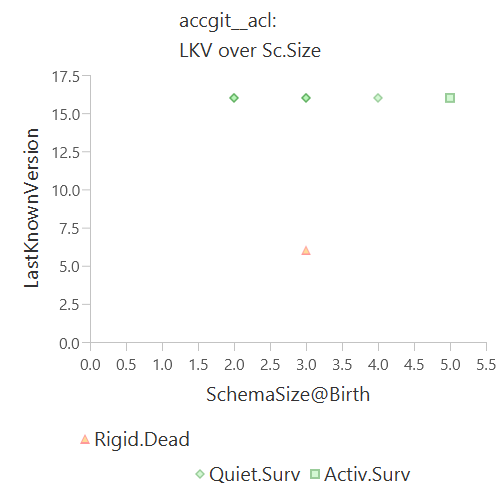 accgit__acl:
LKV over Sc.Size
17.5
15.0
12.5
10.0
7.5
5.0
2.5
0.0
LastKnownVersion
0.0 0.5 1.0 1.5 2.0 2.5 3.0 3.5 4.0 4.5 5.0 5.5
SchemaSize@Birth
Rigid.Dead
Quiet.Surv Activ.Surv